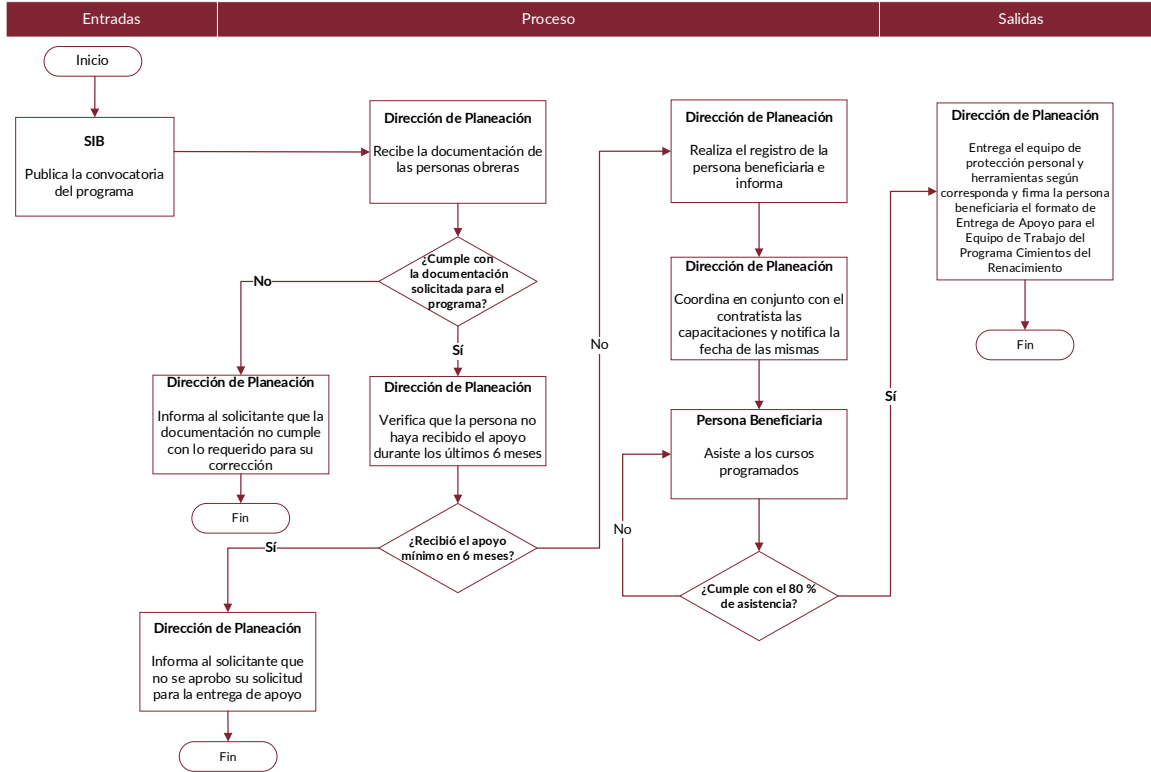 Entradas
Proceso
Salidas
Inicio
SIB
Publica la convocatoria
del programa
Dirección de Planeación
Recibe la documentación de
las personas obreras
¿Cumple con
la documentación
solicitada para el
programa?
No
Sí
Dirección de Planeación
Informa al solicitante que la
documentación no cumple
con lo requerido para su
corrección
Fin
Dirección de Planeación
Verifica que la persona no
haya recibido el apoyo
durante los últimos 6 meses
¿Recibió el apoyo
mínimo en 6 meses?
Sí
No
Dirección de Planeación
Informa al solicitante que
no se aprobo su solicitud
para la entrega de apoyo
Fin
Dirección de Planeación
Realiza el registro de la
persona beneficiaria e
informa
Dirección de Planeación
Coordina en conjunto con el
contratista las
capacitaciones y notifica la
fecha de las mismas
Persona Beneficiaria
Asiste a los cursos
programados
No
¿Cumple con el 80 %
de asistencia?
Sí
Dirección de Planeación
Entrega el equipo de
protección personal y
herramientas según
corresponda y firma la persona
beneficiaria el formato de
Entrega de Apoyo para el
Equipo de Trabajo del
Programa Cimientos del
Renacimiento
Fin